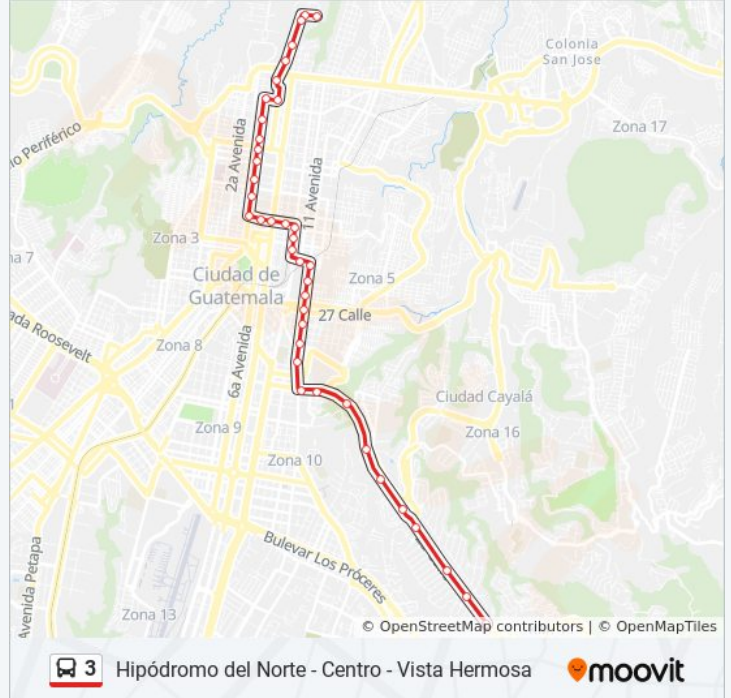 Colonia
San Jose
Zona 17
io Periférico
2a Avenida
11 Avenida
Zona 3
na 7
Ciudad de
Guatemala
Zona 5
27 Calle
ada Roosevelt
Zona 8
6a Avenida
Ciudad Cayalá
Zona 9
Zona 16
Zona 10
Avenida Petapa
Bulevar Los Próceres
Zona 13
© OpenStreetMap contributors | © OpenMapTiles
3 Hipódromo del Norte - Centro - Vista Hermosa moovit